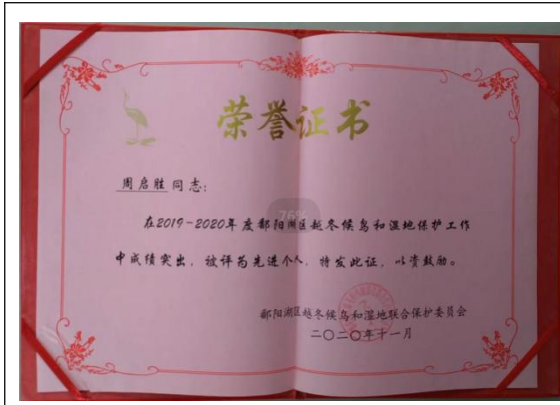 荣誉证书
周启胜同志：
在2019-2020年度鄱阳湖区越冬候鸟和湿地保护工作
中成绩突出，被评为先进个人，特发此证，以资鼓励。
鄱阳湖区越冬候鸟和湿地联合保护委员会
二〇二〇年十一月
76%